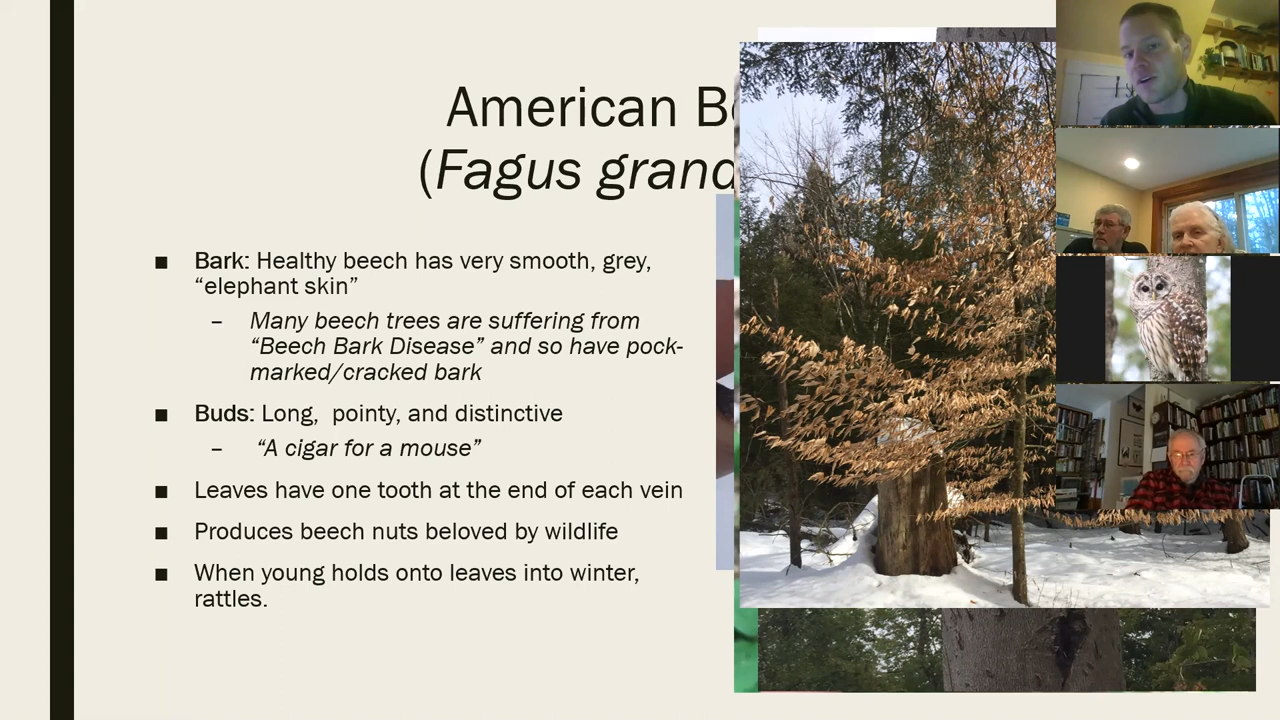 American B
(Fagus grand
■ Bark: Healthy beech has very smooth, grey,
“elephant skin”
– Many beech trees are suffering from
“Beech Bark Disease” and so have pock-
marked/cracked bark
■ Buds: Long, pointy, and distinctive
– “A cigar for a mouse”
■ Leaves have one tooth at the end of each vein
■ Produces beech nuts beloved by wildlife
■ When young holds onto leaves into winter,
rattles.